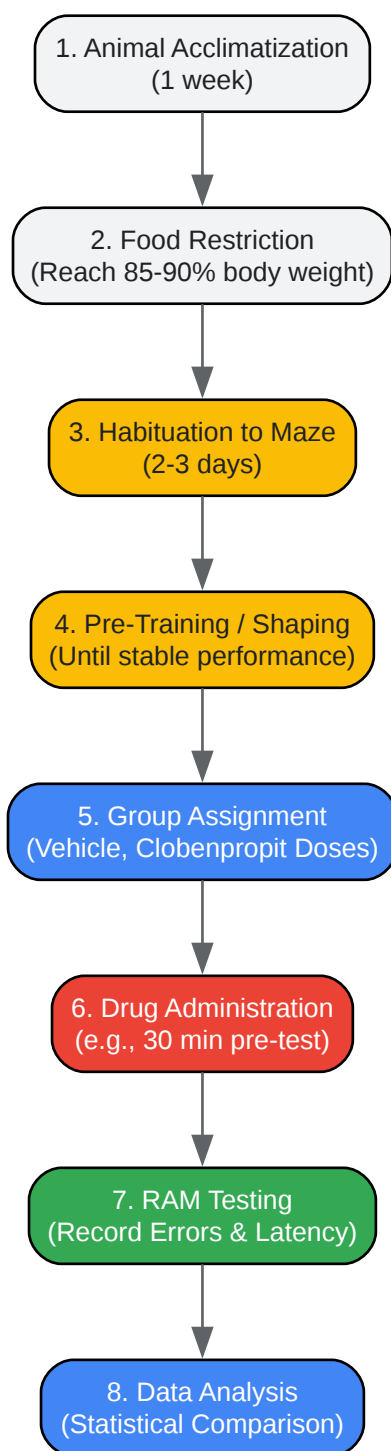 1. Animal Acclimatization
(1 week)
2. Food Restriction
(Reach 85-90% body weight)
3. Habituation to Maze
(2-3 days)
4. Pre-Training / Shaping
(Until stable performance)
5. Group Assignment
(Vehicle, Clobenpropit Doses)
6. Drug Administration
(e.g., 30 min pre-test)
7. RAM Testing
(Record Errors & Latency)
8. Data Analysis
(Statistical Comparison)